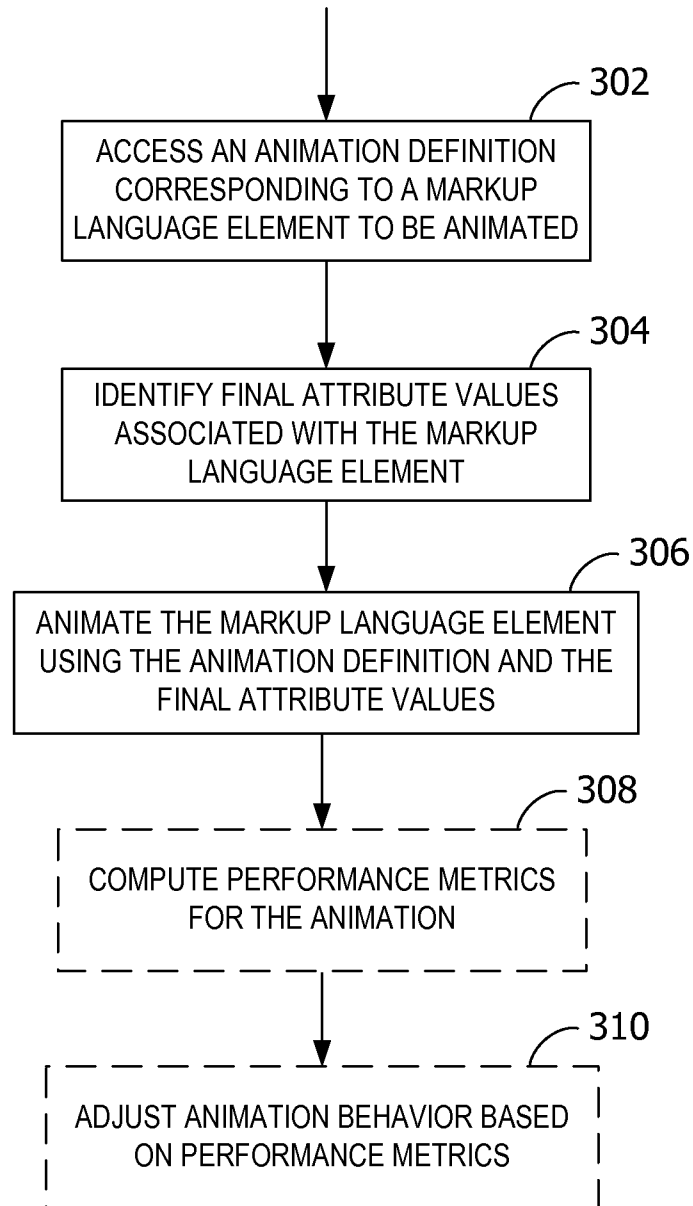 302
ACCESS AN ANIMATION DEFINITION
CORRESPONDING TO A MARKUP
LANGUAGE ELEMENT TO BE ANIMATED
304
IDENTIFY FINAL ATTRIBUTE VALUES
ASSOCIATED WITH THE MARKUP
LANGUAGE ELEMENT
306
ANIMATE THE MARKUP LANGUAGE ELEMENT
USING THE ANIMATION DEFINITION AND THE
FINAL ATTRIBUTE VALUES
308
COMPUTE PERFORMANCE METRICS
FOR THE ANIMATION
310
ADJUST ANIMATION BEHAVIOR BASED
ON PERFORMANCE METRICS